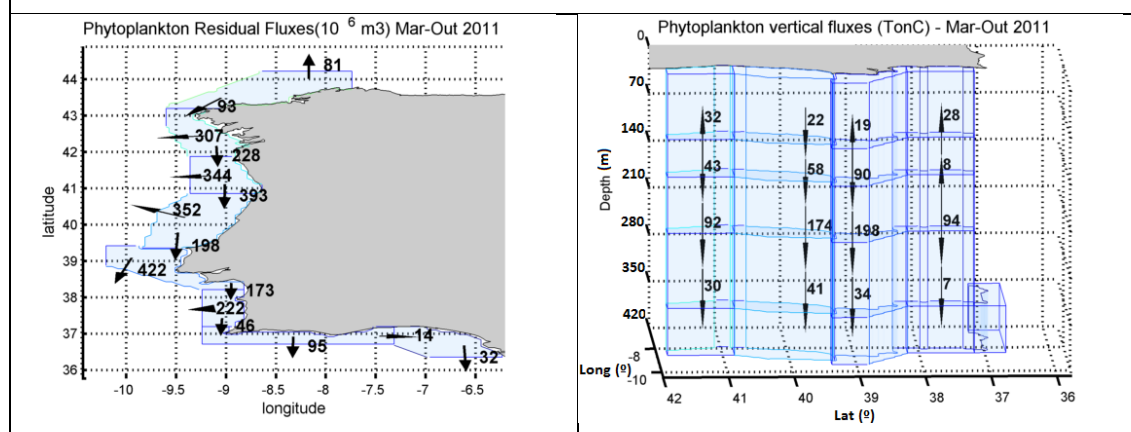 Phytoplankton Residual Fluxes(10 6 m3) Mar-Out 2011
81
44
93
43
307
42
228
344
41
393
352
40
198
39
422
173
38
222
46
37
14
95
32
36
-10 -9.5 -9 -8.5 -8 -7.5 -7 -6.5
latitude
longitude
Phytoplankton vertical fluxes (TonC) - Mar-Out 2011
0
70
140
210
280
350
420
-8
-10
Depth (m)
Long (º)
32 22 19 28
43 58 90 8
92 174 198 94
30 41 34 7
42 41 40 39 38 37 36
Lat (º)